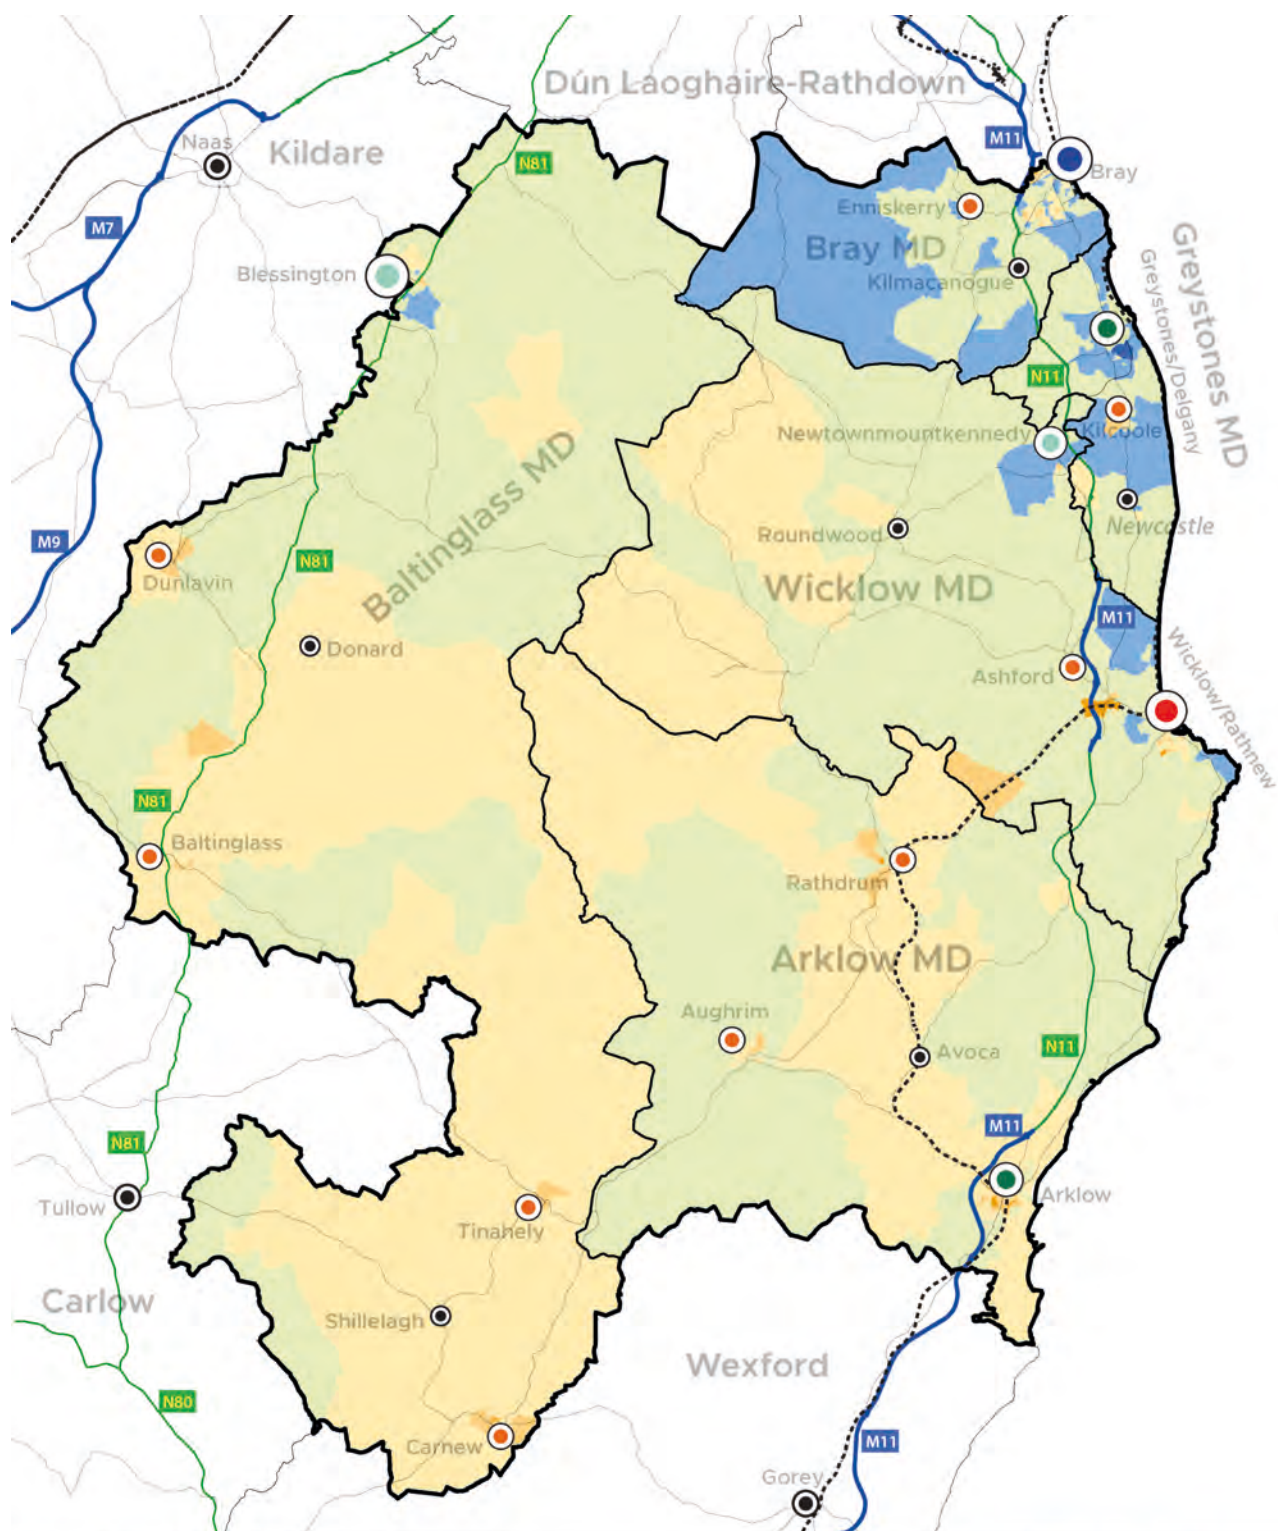 Dún Laoghaire-Rathdown
M11
Naas
Kildare
N81
Bray
Enniskerry
M7
Bray MD
Blessington
Kilmacanogue
Greystones MD
Greystones/Delgany
N11
Newtownmountkennedy
Kilcoole
Baltinglass MD
Newcastle
Roundwood
M9
N81
Dunlavin
Wicklow MD
M11
Donard
Ashford
Wicklow/Rathnew
N81
Baltinglass
Rathdrum
Arklow MD
Aughrim
Avoca
N11
M11
N81
Tullow
Arklow
Tinahely
Carlow
Shillelagh
Wexford
N80
Carnew
M11
Gorey